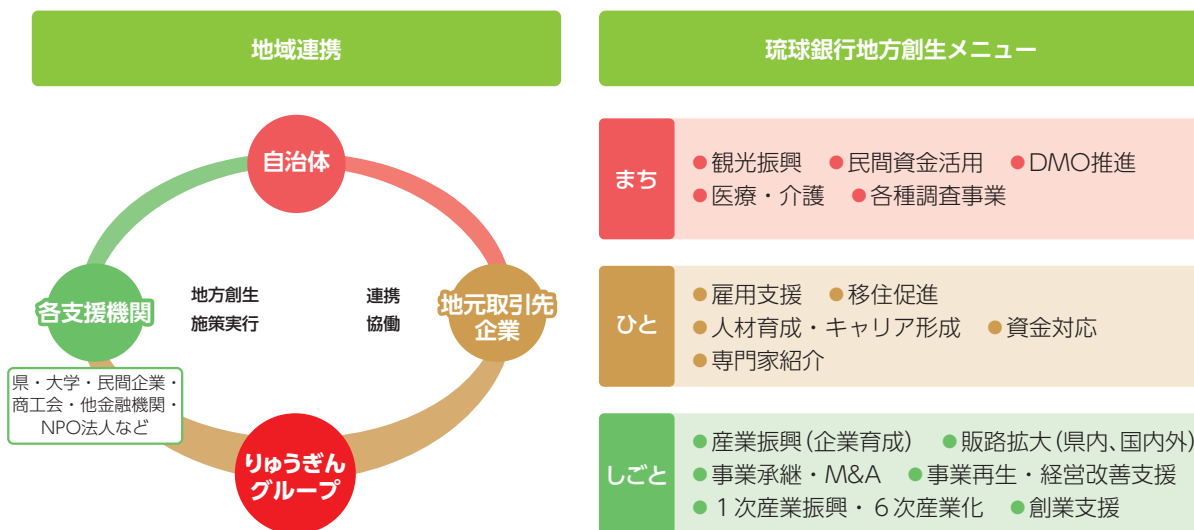 地域連携
自治体
各支援機関
地方創生
施策実行
連携
協働
地元取引先
企業
県・大学・民間企業・
商工会・他金融機関・
NPO法人など
りゅうぎん
グループ
琉球銀行地方創生メニュー
まち
●観光振興 ●民間資金活用 ●DMO推進
●医療・介護 ●各種調査事業
ひと
●雇用支援 ●移住促進
●人材育成・キャリア形成 ●資金対応
●専門家紹介
しごと
●産業振興(企業育成) ●販路拡大(県内、国内外)
●事業承継・M&A ●事業再生・経営改善支援
●1次産業振興・6次産業化 ●創業支援